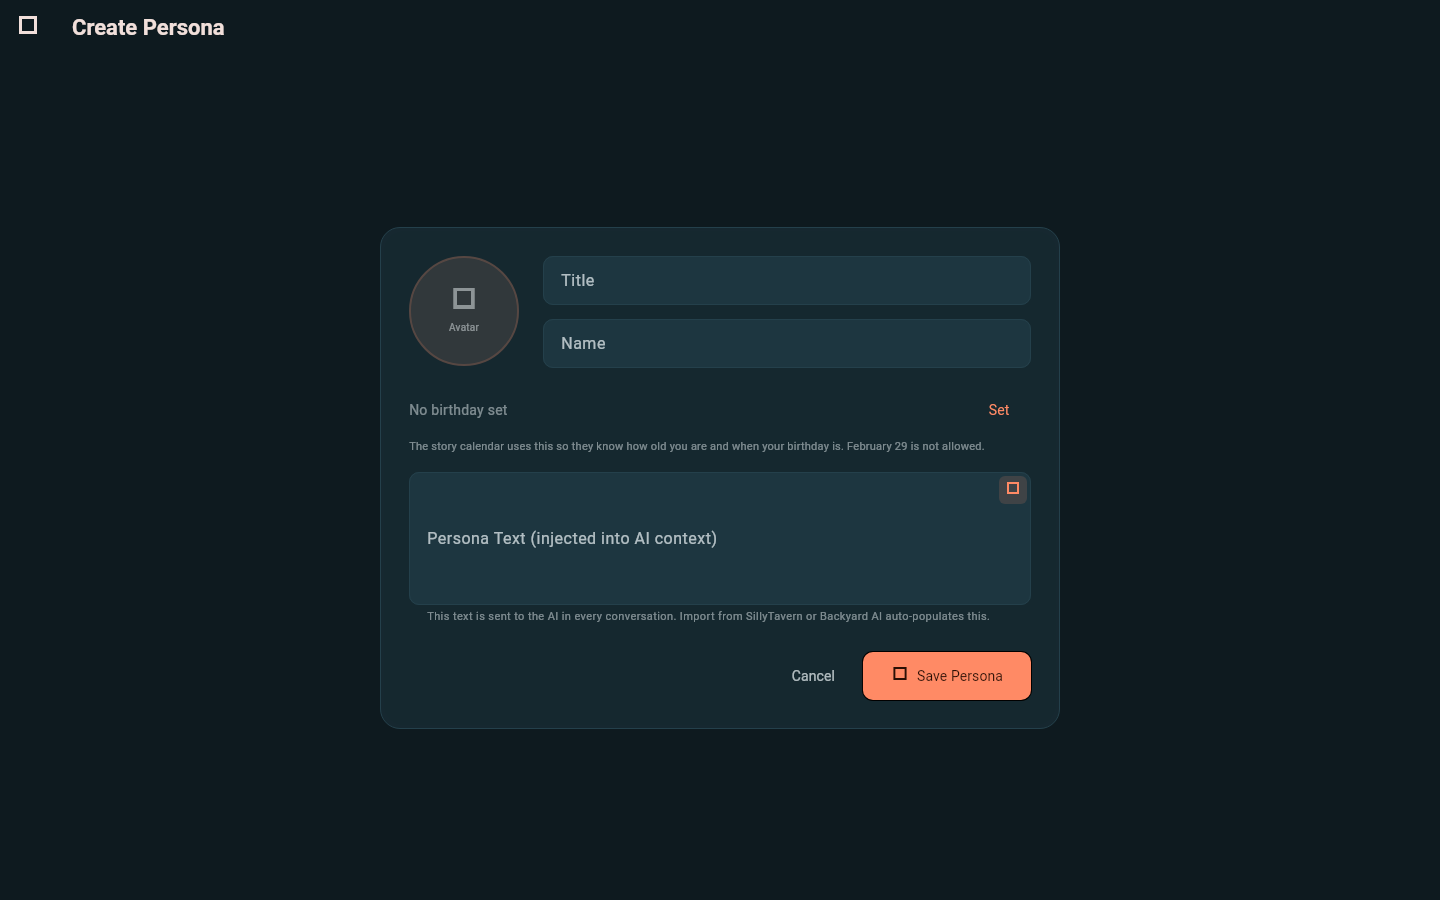 Create Persona
Title
Avatar
Name
No birthday set
Set
The story calendar uses this so they know how old you are and when your birthday is. February 29 is not allowed.
Persona Text (injected into AI context)
This text is sent to the AI in every conversation. Import from SillyTavern or Backyard AI auto-populates this.
Cancel
Save Persona